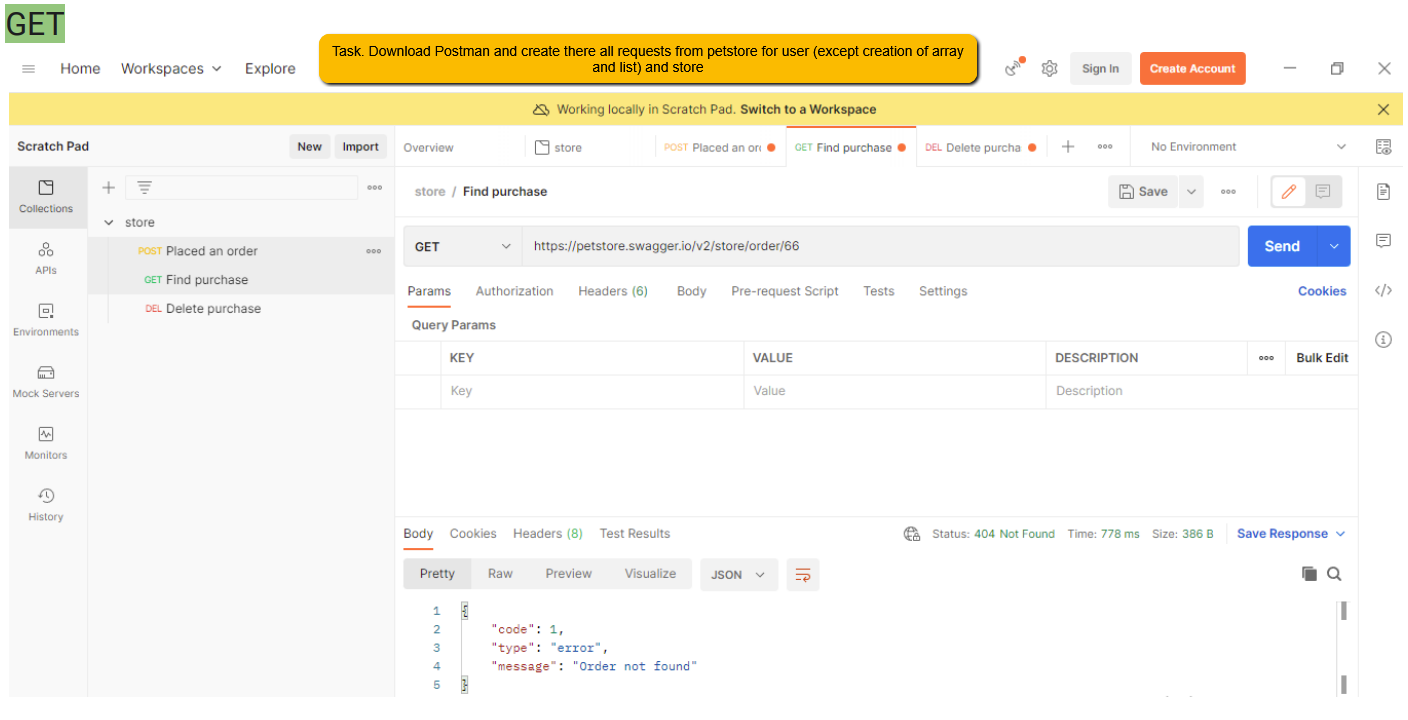 GET
Task. Download Postman and create there all requests from petstore for user (except creation of array
and list) and store
Home Workspaces Explore Sign In Create Account
Working locally in Scratch Pad. Switch to a Workspace
Scratch Pad New Import Overview store POST Placed an ord GET Find purchase DEL Delete purcha No Environment
Collections
store
POST Placed an order
GET Find purchase
DEL Delete purchase
APIs
Environments
Mock Servers
Monitors
History
store / Find purchase Save
GET https://petstore.swagger.io/v2/store/order/66 Send
Params Authorization Headers (6) Body Pre-request Script Tests Settings Cookies
Query Params
KEY VALUE DESCRIPTION Bulk Edit
Key Value Description
Body Cookies Headers (8) Test Results Status: 404 Not Found Time: 778 ms Size: 386 B Save Response
Pretty Raw Preview Visualize JSON
1 {
2 "code": 1,
3 "type": "error",
4 "message": "Order not found"
5 }